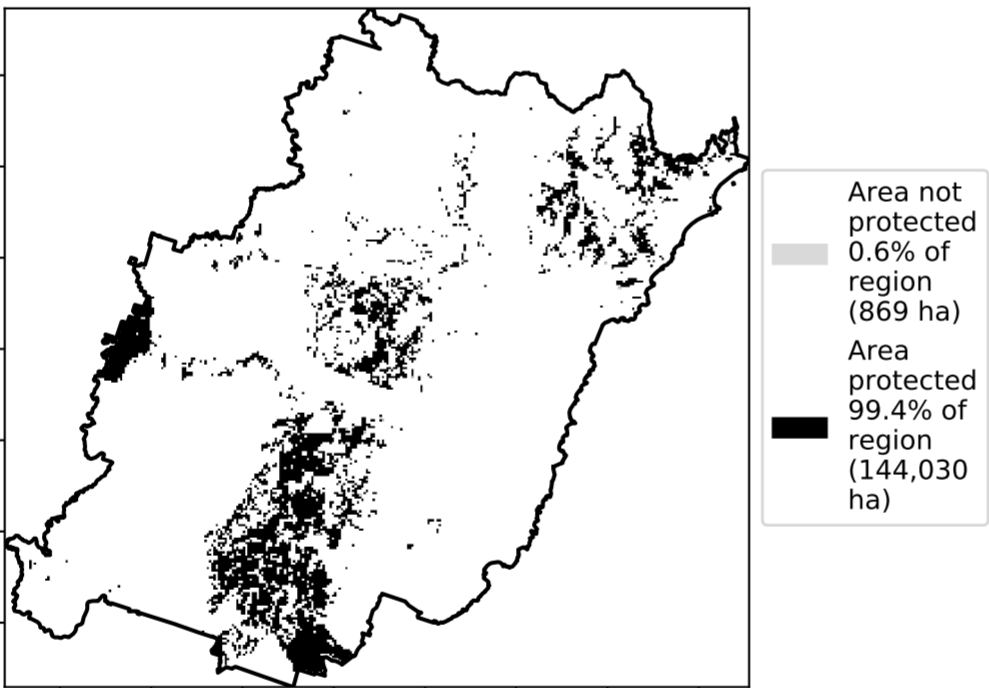 Area not
protected
0.6% of
region
(869 ha)
Area
protected
99.4% of
region
(144,030
ha)